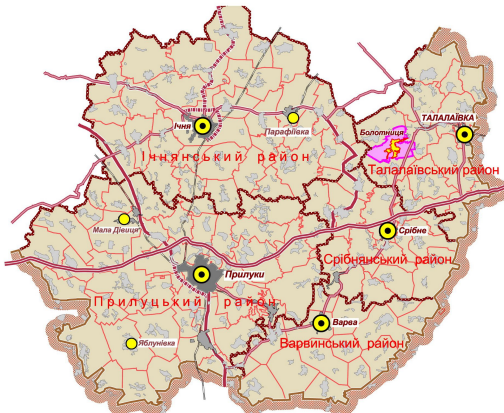 ТАЛАЛАЇВКА
Ічня
Парафіївка
Болотниця
Ічнянський район
Талалаївський район
Мала Дівиця
Срібне
Срібнянський район
Прилуки
Прилуцький район
Варва
Яблунівка
Варвинський район